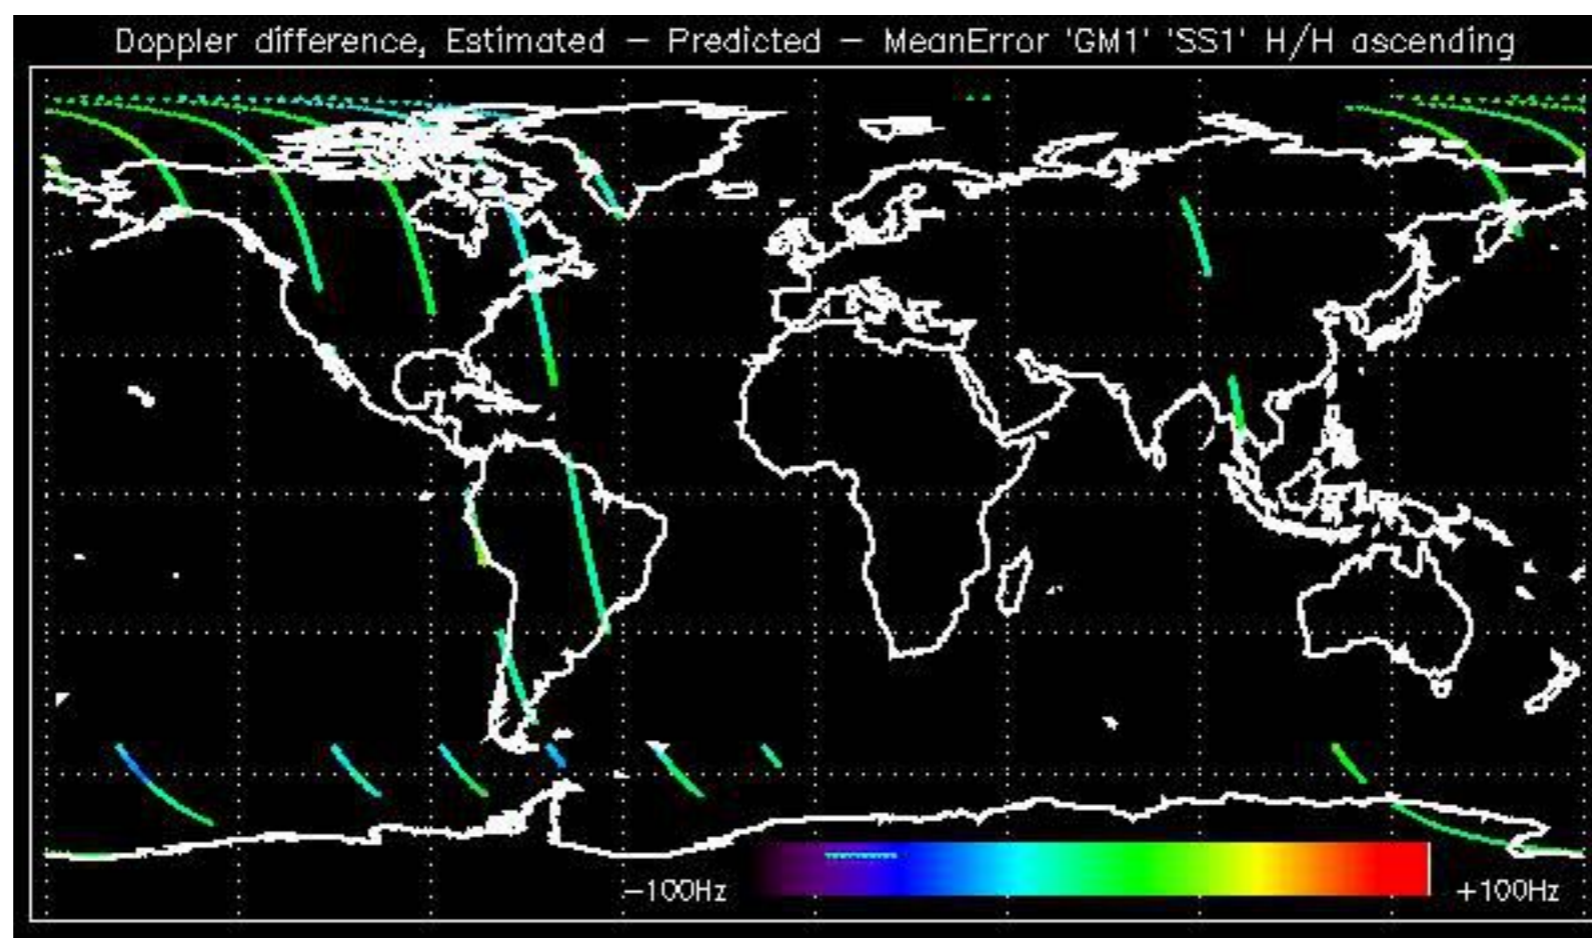 Doppler difference, Estimated – Predicted – MeanError 'GM1' 'SS1' H/H ascending
–100Hz
+100Hz